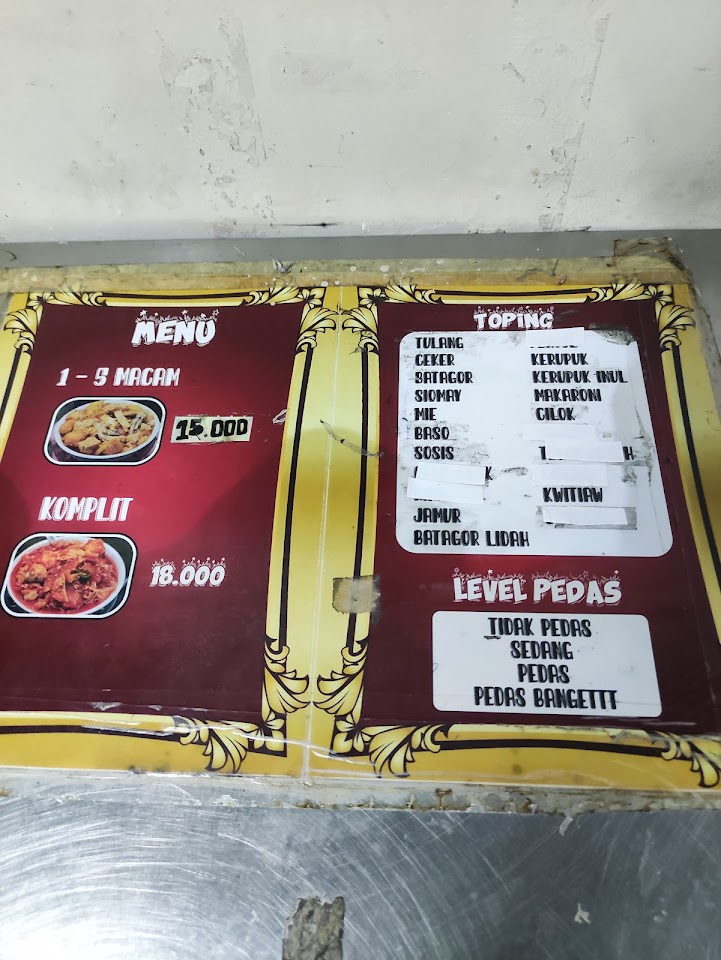 MENU
1 - 5 MACAM
15.000
KOMPLIT
18.000
TOPING
TULANG
CEKER
BATAGOR
SIOMAY
MIE
BASO
SOSIS
JAMUR
BATAGOR LIDAH
KERUPUK
KERUPUK INUL
MAKARONI
CILOK
KWITIAW
LEVEL PEDAS
TIDAK PEDAS
SEDANG
PEDAS
PEDAS BANGETTT